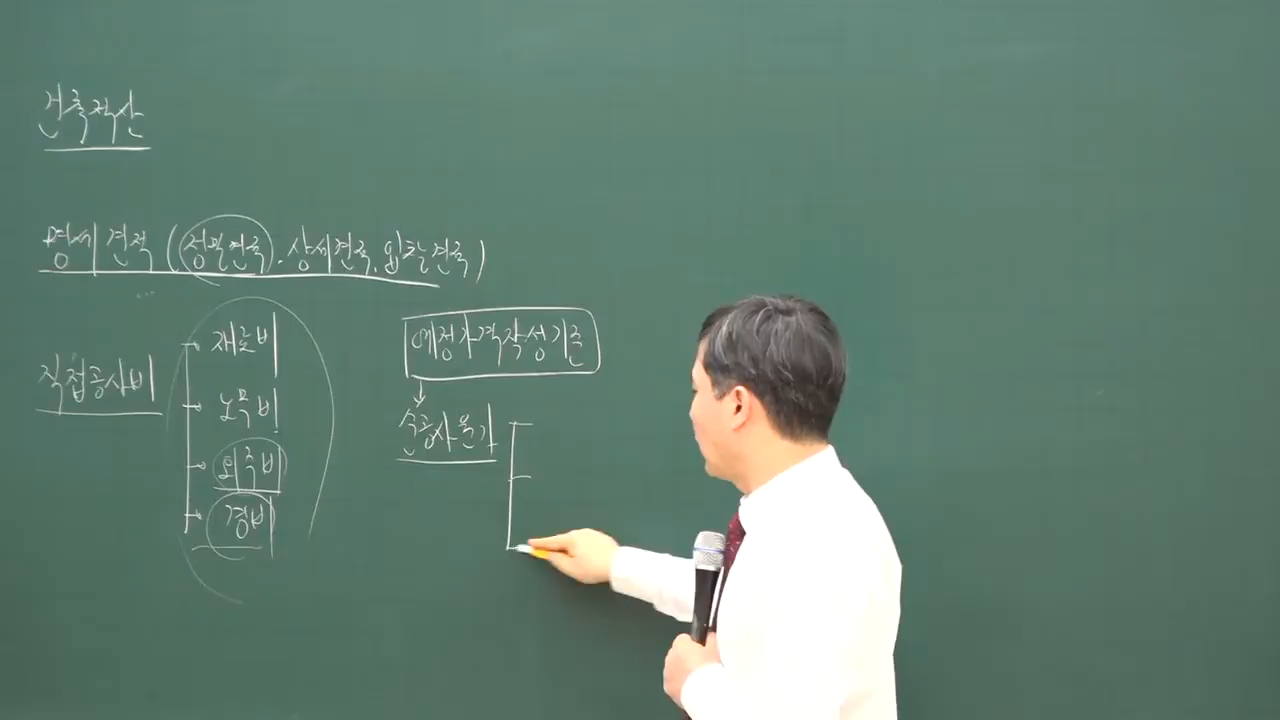 건축적산
명세견적 (정밀견적. 상세견적. 입찰견적)
직접공사비
재료비
노무비
외주비
경비
예정가격작성기준
순공사원가